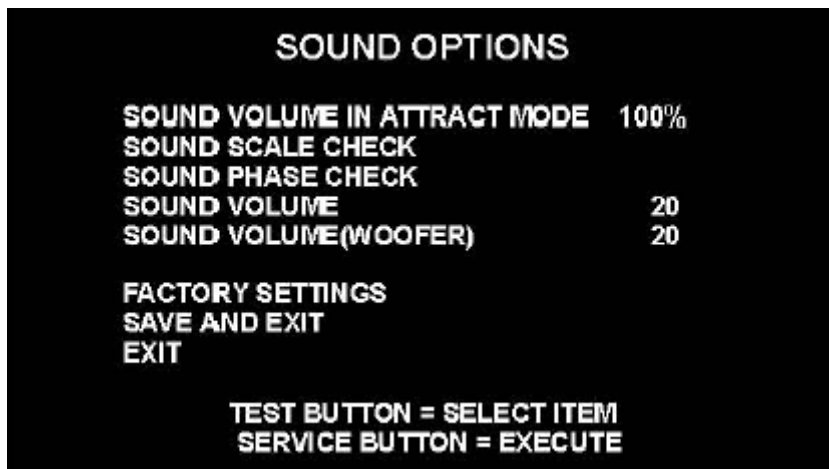 SOUND OPTIONS
SOUND VOLUME IN ATTRACT MODE 100%
SOUND SCALE CHECK
SOUND PHASE CHECK
SOUND VOLUME 20
SOUND VOLUME(WOOFER) 20
FACTORY SETTINGS
SAVE AND EXIT
EXIT
TEST BUTTON = SELECT ITEM
SERVICE BUTTON = EXECUTE